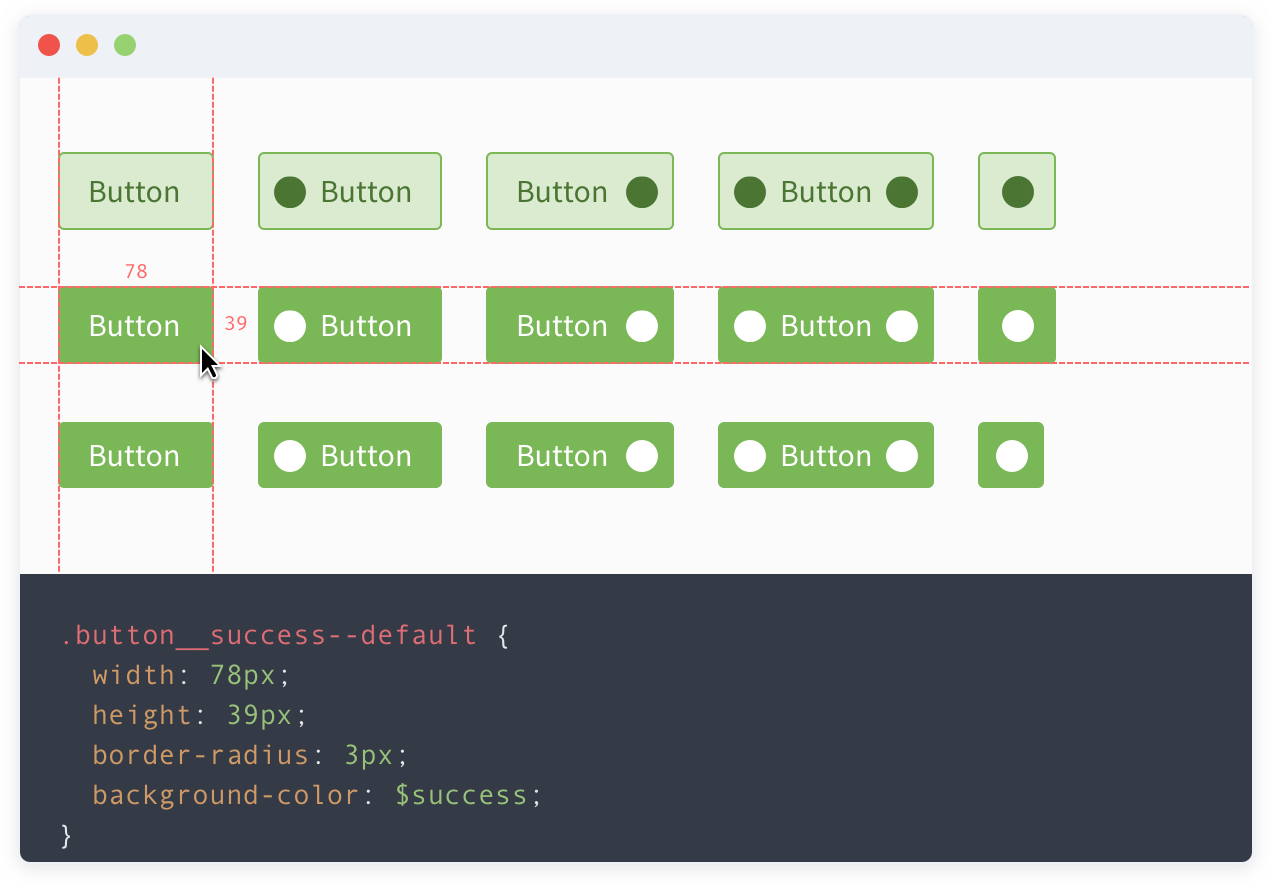 Button Button Button Button
78
Button 39 Button Button Button
Button Button Button Button
.button__success--default {
  width: 78px;
  height: 39px;
  border-radius: 3px;
  background-color: $success;
}